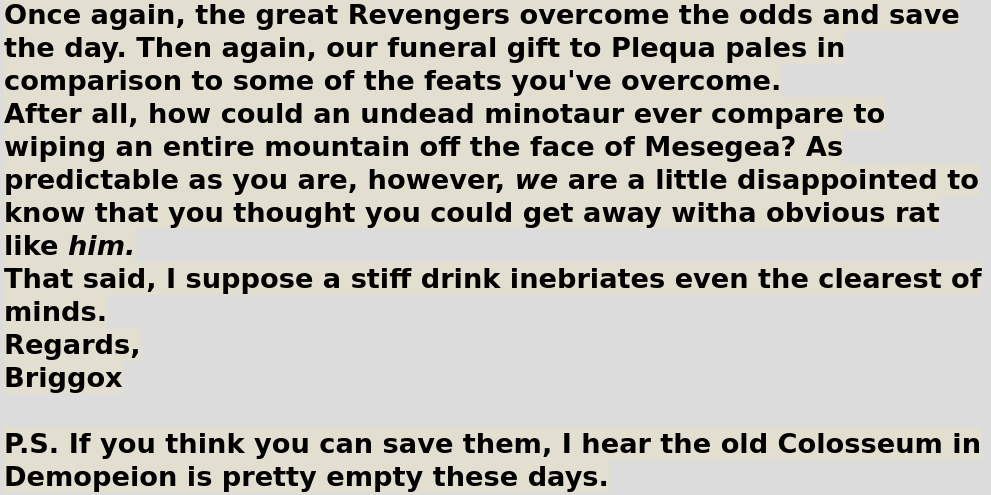 Once again, the great Revengers overcome the odds and save
the day. Then again, our funeral gift to Plequa pales in
comparison to some of the feats you've overcome.
After all, how could an undead minotaur ever compare to
wiping an entire mountain off the face of Mesegea? As
predictable as you are, however, we are a little disappointed to
know that you thought you could get away witha obvious rat
like him.
That said, I suppose a stiff drink inebriates even the clearest of
minds.
Regards,
Briggox
P.S. If you think you can save them, I hear the old Colosseum in
Demopeion is pretty empty these days.